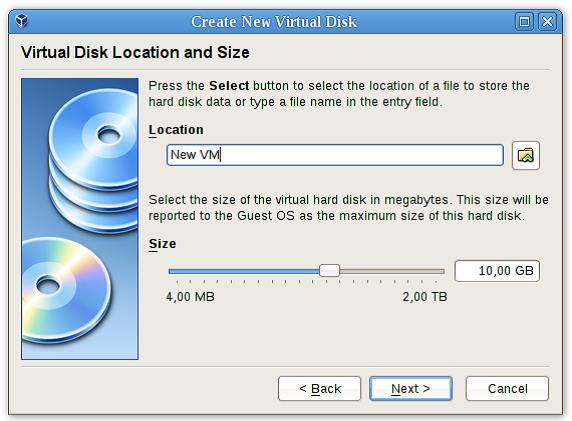 Create New Virtual Disk
Virtual Disk Location and Size
Press the Select button to select the location of a file to store the
hard disk data or type a file name in the entry field.
Location
New VM
Select the size of the virtual hard disk in megabytes. This size will be
reported to the Guest OS as the maximum size of this hard disk.
Size
10,00 GB
4,00 MB 2,00 TB
< Back Next > Cancel